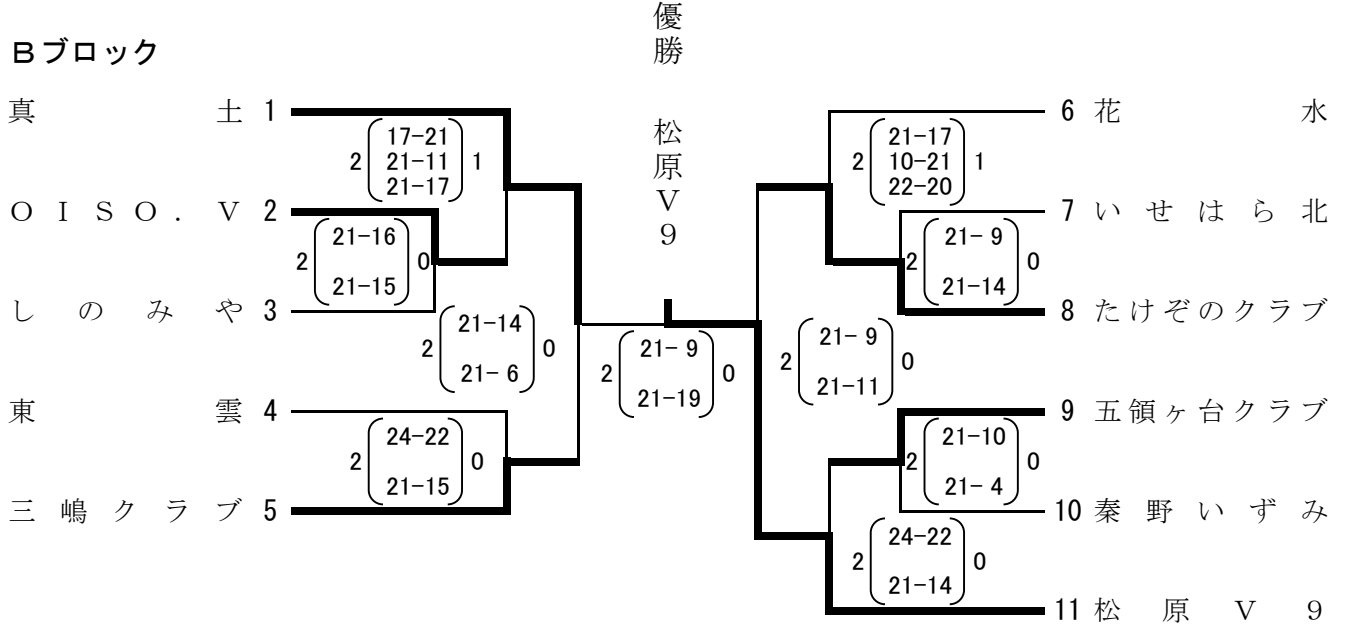 優勝 松原V9
Bブロック
真土 1
17-21
2 21-11 1
21-17
OISO.V 2
21-16
2 0
21-15
しのみや 3
21-14
2 0
21- 6
東雲 4
24-22
2 0
21-15
三嶋クラブ 5
21- 9
2 0
21-19
6 花水
21-17
2 10-21 1
22-20
7 いせはら北
21- 9
2 0
21-14
8 たけぞのクラブ
21- 9
2 0
21-11
9 五領ヶ台クラブ
21-10
2 0
21- 4
10 秦野いずみ
24-22
2 0
21-14
11 松原V9